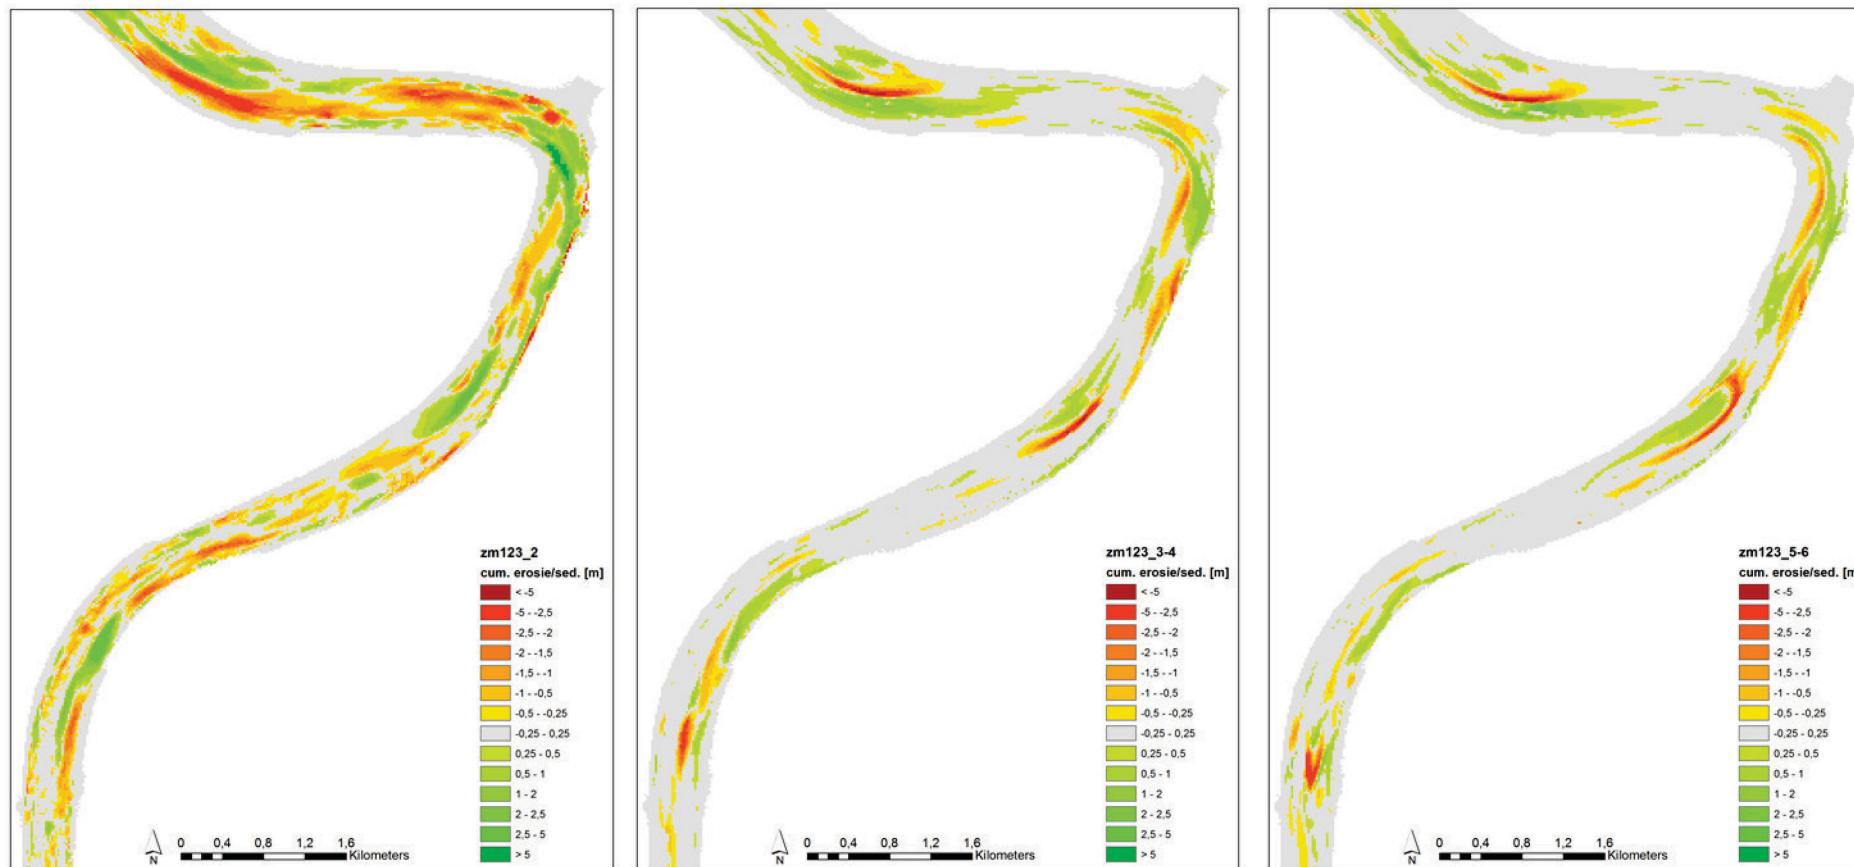 zm123_2
cum. erosie/sed. [m]
< -5
-5 - -2,5
-2,5 - -2
-2 - -1,5
-1,5 - -1
-1 - -0,5
-0,5 - -0,25
-0,25 - 0,25
0,25 - 0,5
0,5 - 1
1 - 2
2 - 2,5
2,5 - 5
> 5
N
0 0,4 0,8 1,2 1,6
Kilometers
zm123_3-4
cum. erosie/sed. [m]
< -5
-5 - -2,5
-2,5 - -2
-2 - -1,5
-1,5 - -1
-1 - -0,5
-0,5 - -0,25
-0,25 - 0,25
0,25 - 0,5
0,5 - 1
1 - 2
2 - 2,5
2,5 - 5
> 5
N
0 0,4 0,8 1,2 1,6
Kilometers
zm123_5-6
cum. erosie/sed. [m
< -5
-5 - -2,5
-2,5 - -2
-2 - -1,5
-1,5 - -1
-1 - -0,5
-0,5 - -0,25
-0,25 - 0,25
0,25 - 0,5
0,5 - 1
1 - 2
2 - 2,5
2,5 - 5
> 5
N
0 0,4 0,8 1,2 1,6
Kilometers